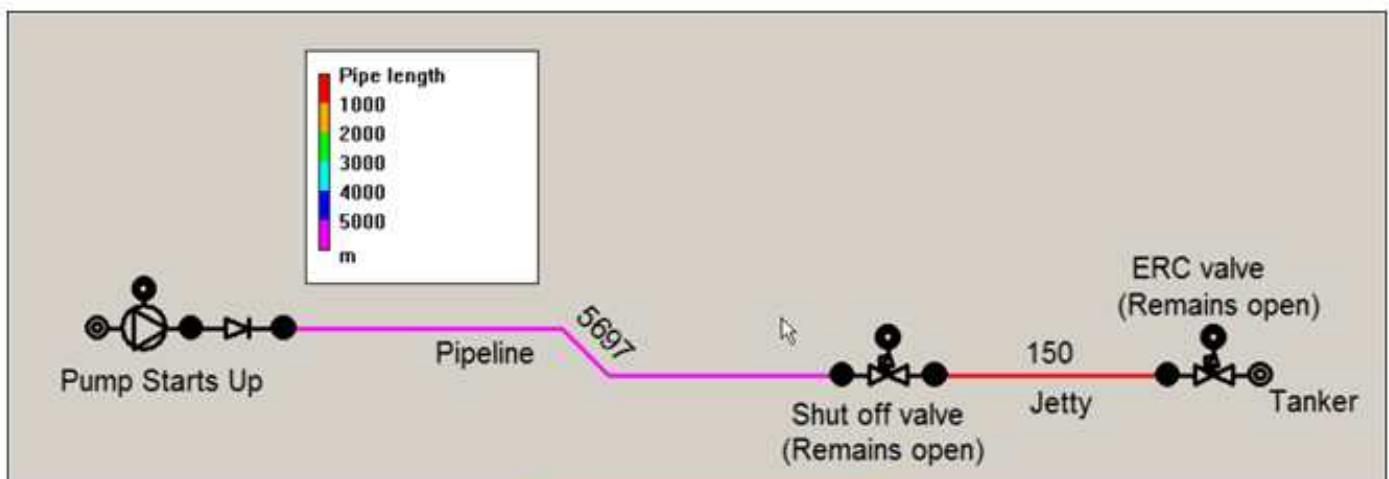 Pipe length
1000
2000
3000
4000
5000
m
ERC valve
(Remains open)
5697
Pipeline
150
Pump Starts Up
Jetty
Tanker
Shut off valve
(Remains open)